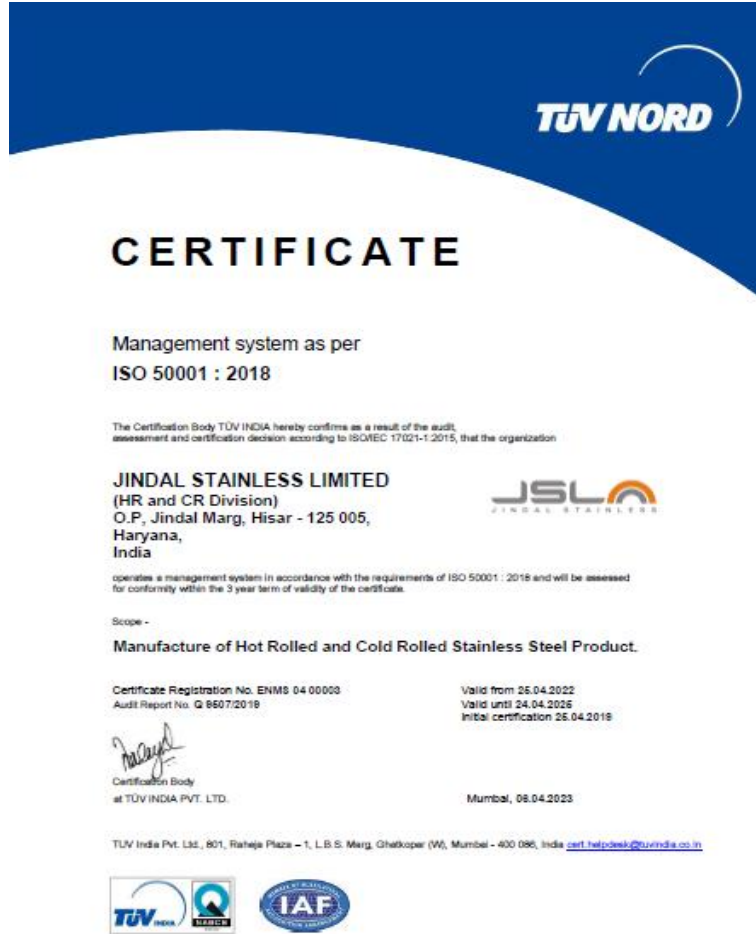 TÜV NORD
CERTIFICATE
Management system as per
ISO 50001 : 2018
The Certification Body TÜV INDIA hereby confirms as a result of the audit,
assessment and certification decision according to ISO/IEC 17021-1:2015, that the organization
JINDAL STAINLESS LIMITED
(HR and CR Division)
O.P, Jindal Marg, Hisar - 125 005,
Haryana,
India
JSL
JINDAL STAINLESS
operates a management system in accordance with the requirements of ISO 50001 : 2018 and will be assessed
for conformity within the 3 year term of validity of the certificate.
Scope -
Manufacture of Hot Rolled and Cold Rolled Stainless Steel Product.
Certificate Registration No. ENMS 04 00003
Audit Report No. Q 9507/2019
Valid from 25.04.2022
Valid until 24.04.2025
Initial certification 25.04.2019
Certification Body
at TÜV INDIA PVT. LTD.
Mumbai, 06.04.2023
TUV India Pvt. Ltd., 801, Raheja Plaza – 1, L.B.S. Marg, Ghatkopar (W), Mumbai - 400 086, India cert.helpdesk@tuvindia.co.in
TÜV INDIA
NABCB
IAF